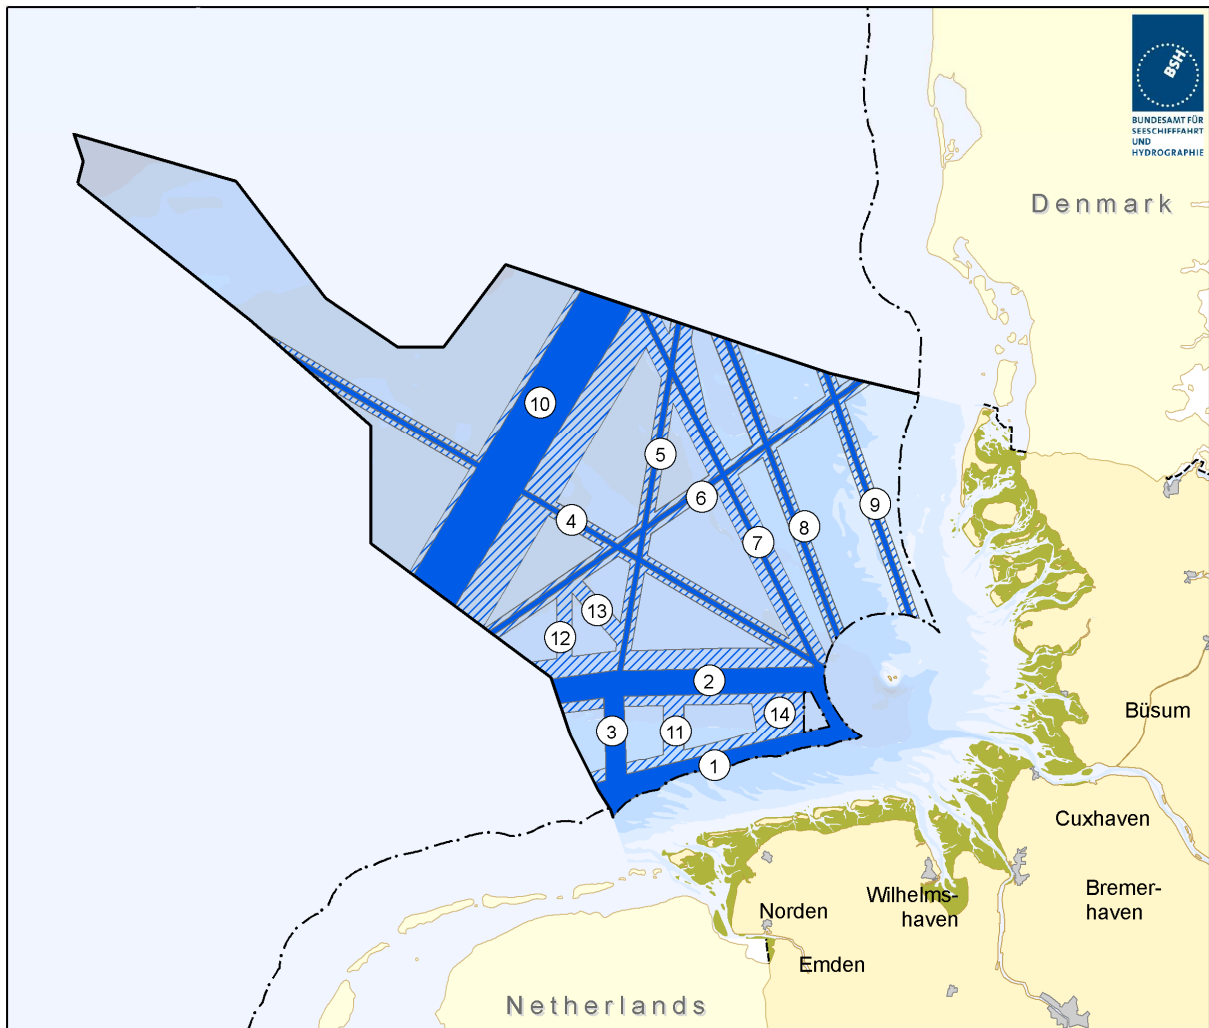 BSH
BUNDESAMT FÜR
SEESCHIFFFAHRT
UND
HYDROGRAPHIE
Denmark
10
5
6
9
4
8
7
13
12
2
14
3
11
1
Büsum
Cuxhaven
Wilhelms-
haven
Bremer-
haven
Norden
Emden
Netherlands